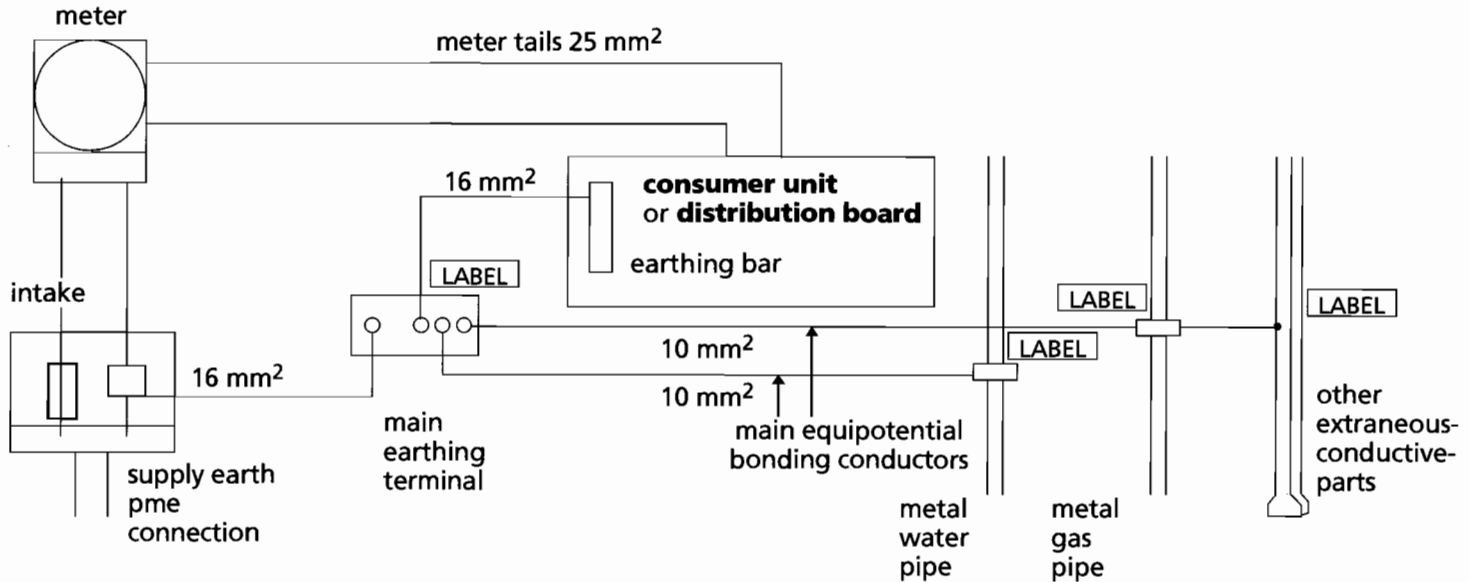 meter
meter tails 25 mm²
16 mm²
consumer unit
or distribution board
earthing bar
LABEL
intake
LABEL
LABEL
LABEL
10 mm²
16 mm²
10 mm²
main
earthing
terminal
main equipotential
bonding conductors
other
extraneous-
conductive-
parts
supply earth
pme
connection
metal
water
pipe
metal
gas
pipe